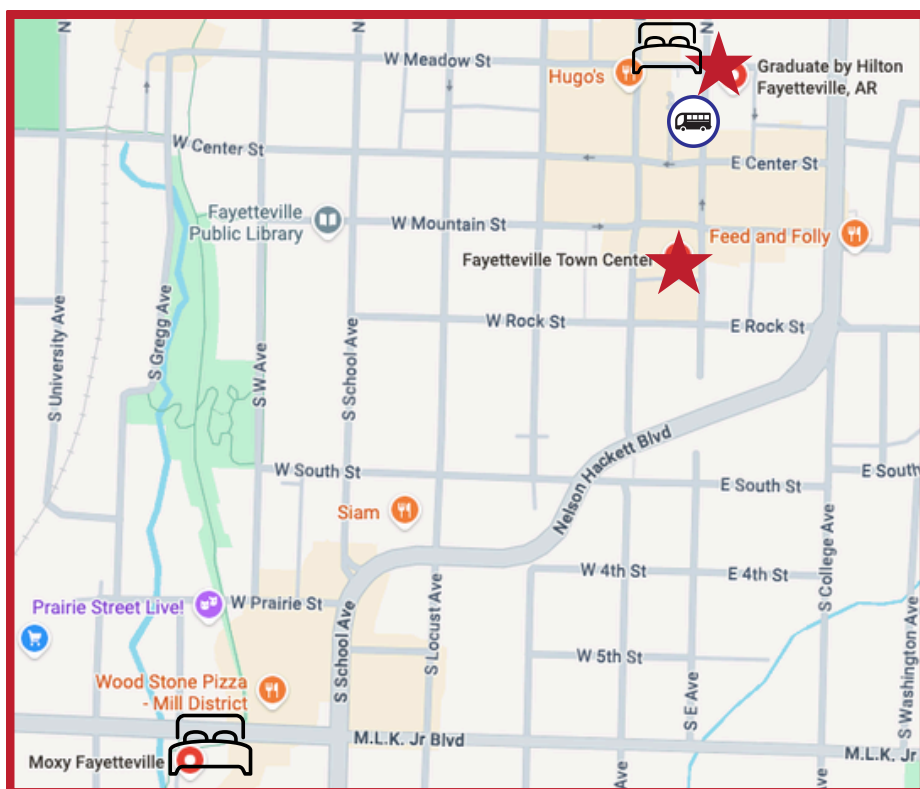 N
N
N
N
W Meadow St
Hugo's
Graduate by Hilton
Fayetteville, AR
W Center St
E Center St
Fayetteville
Public Library
W Mountain St
Feed and Folly
Fayetteville Town Center
W Rock St
E Rock St
S University Ave
S Gregg Ave
S W Ave
S School Ave
Nelson Hackett Blvd
W South St
E South St
E South
Siam
S College Ave
W 4th St
E 4th St
Prairie Street Live!
W Prairie St
S School Ave
S Locust Ave
S Washington Ave
W 5th St
Wood Stone Pizza
- Mill District
S E Ave
M.L.K. Jr Blvd
M.L.K. Jr
Moxy Fayetteville
Ave
ve